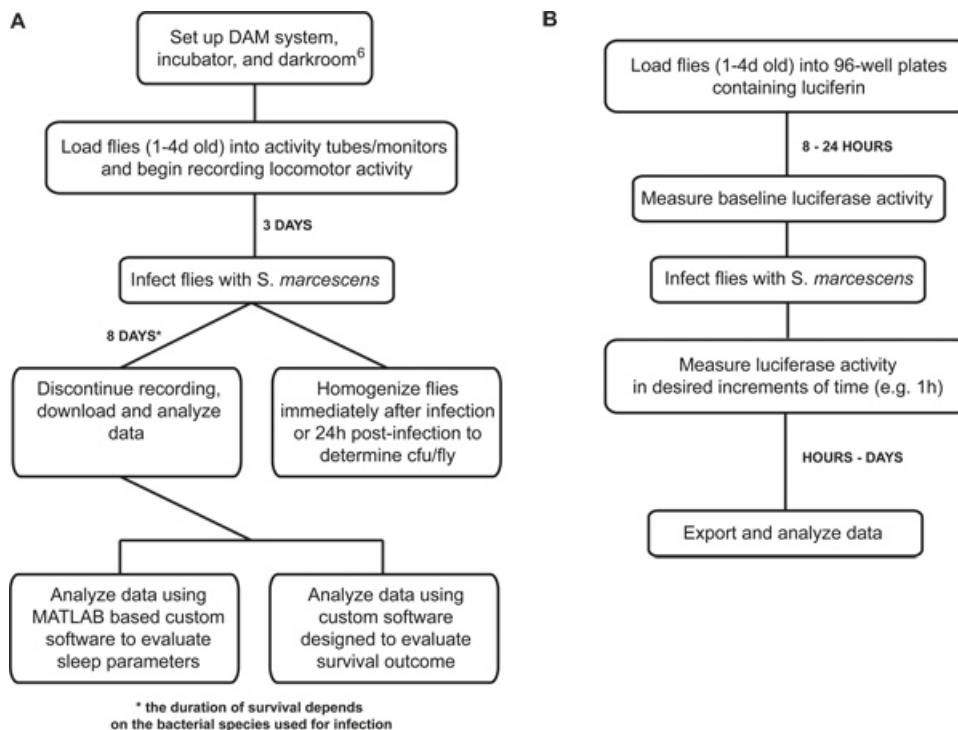 A
Set up DAM system,
incubator, and darkroom⁶
Load flies (1-4d old) into activity tubes/monitors
and begin recording locomotor activity
3 DAYS
Infect flies with S. marcescens
8 DAYS*
Discontinue recording,
download and analyze
data
Homogenize flies
immediately after infection
or 24h post-infection to
determine cfu/fly
Analyze data using
MATLAB based custom
software to evaluate
sleep parameters
Analyze data using
custom software
designed to evaluate
survival outcome
* the duration of survival depends
on the bacterial species used for infection
B
Load flies (1-4d old) into 96-well plates
containing luciferin
8 - 24 HOURS
Measure baseline luciferase activity
Infect flies with S. marcescens
Measure luciferase activity
in desired increments of time (e.g. 1h)
HOURS - DAYS
Export and analyze data